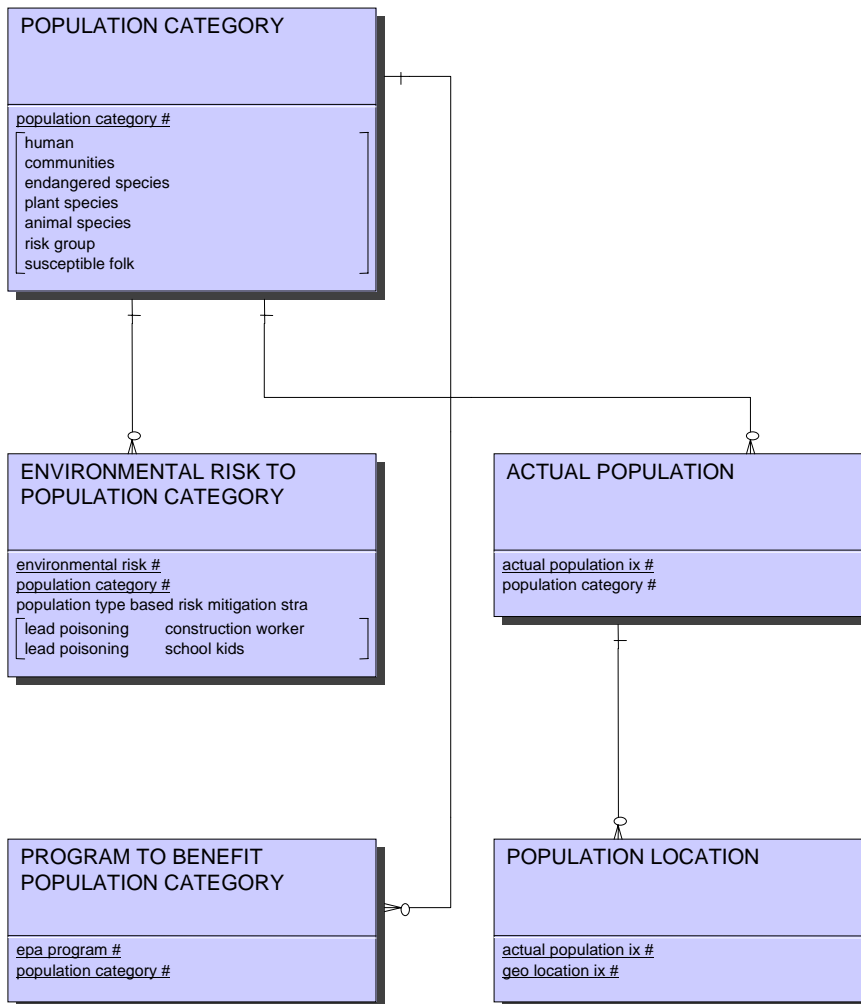 POPULATION CATEGORY
population category #
human
communities
endangered species
plant species
animal species
risk group
susceptible folk
ENVIRONMENTAL RISK TO
POPULATION CATEGORY
environmental risk #
population category #
population type based risk mitigation stra
lead poisoning construction worker
lead poisoning school kids
ACTUAL POPULATION
actual population ix #
population category #
PROGRAM TO BENEFIT
POPULATION CATEGORY
epa program #
population category #
POPULATION LOCATION
actual population ix #
geo location ix #